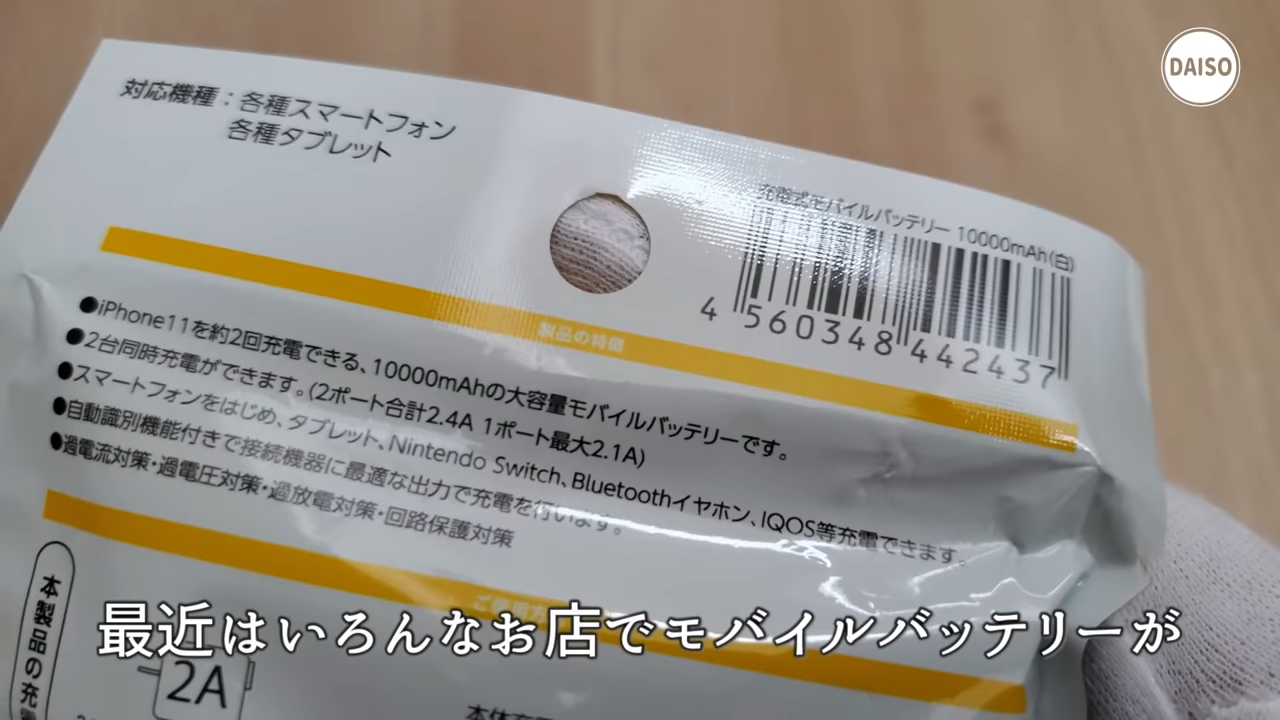 DAISO
対応機種：各種スマートフォン
各種タブレット
充電式モバイルバッテリー 10000mAh(白)
4 560348 442437
製品の特徴
●iPhone11を約2回充電できる、10000mAhの大容量モバイルバッテリーです。
●2台同時充電ができます。(2ポート合計2.4A 1ポート最大2.1A)
●スマートフォンをはじめ、タブレット、Nintendo Switch、Bluetoothイヤホン、IQOS等充電できます。
●自動識別機能付きで接続機器に最適な出力で充電を行います。
●過電流対策・過電圧対策・過放電対策・回路保護対策
ご使用方
本製品の充
2A
最近はいろんなお店でモバイルバッテリーが